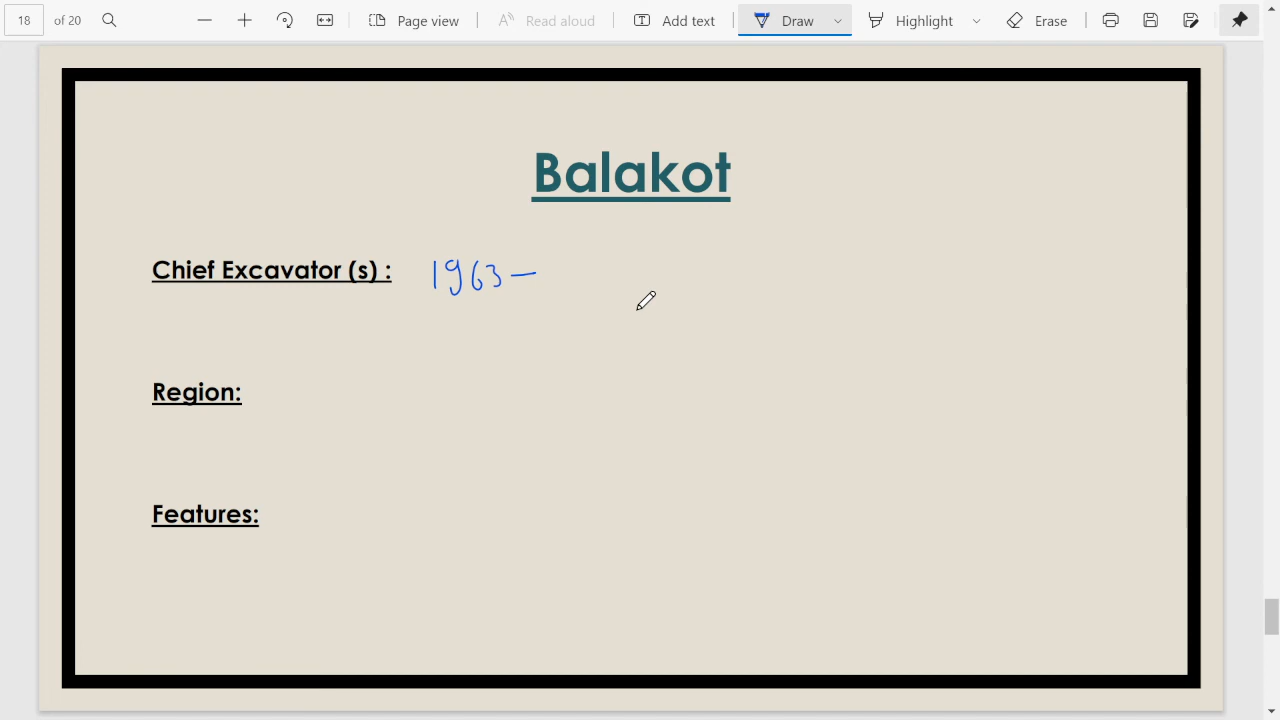 18 of 20 Page view Read aloud Add text Draw Highlight Erase
Balakot
Chief Excavator (s) : 1963 –
Region:
Features: